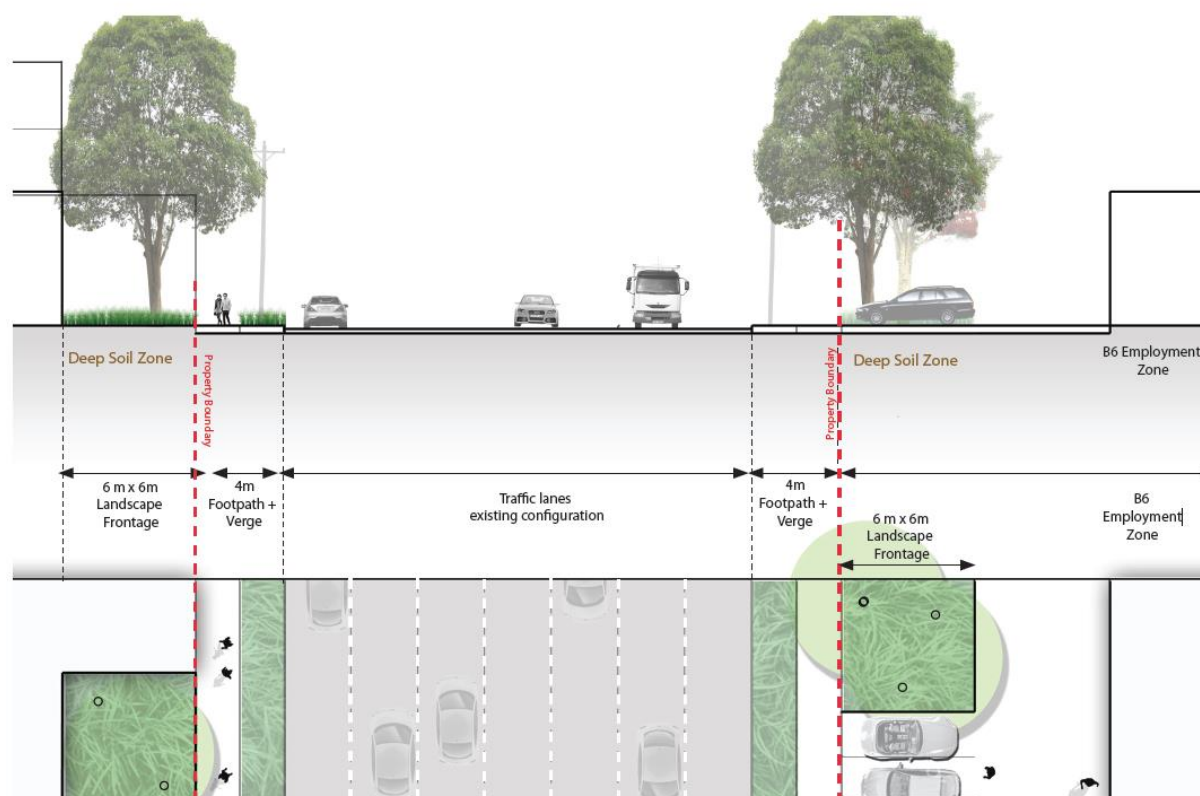 Deep Soil Zone
Property Boundary
Property Boundary
Deep Soil Zone
B6 Employment
Zone
6 m x 6m
Landscape
Frontage
4m
Footpath +
Verge
Traffic lanes
existing configuration
4m
Footpath +
Verge
6 m x 6m
Landscape
Frontage
B6
Employment
Zone